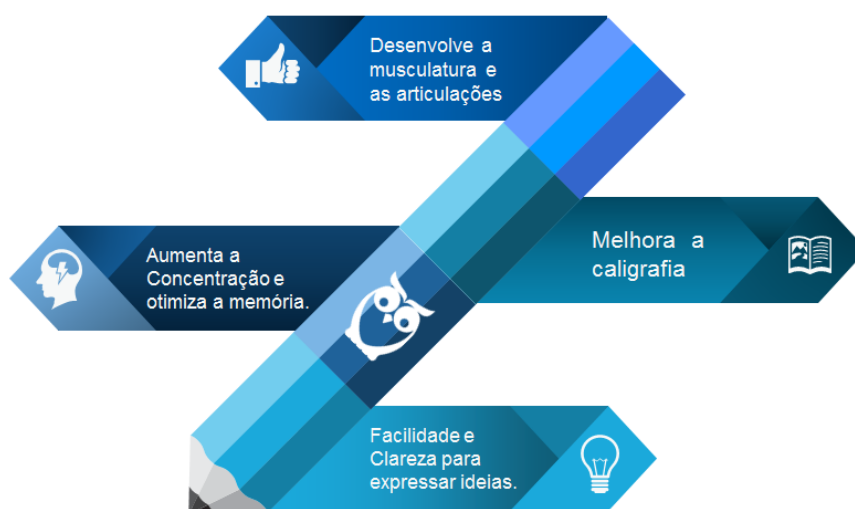 Desenvolve a
musculatura e
as articulações
Melhora a
caligrafia
Aumenta a
Concentração e
otimiza a memória.
Facilidade e
Clareza para
expressar ideias.